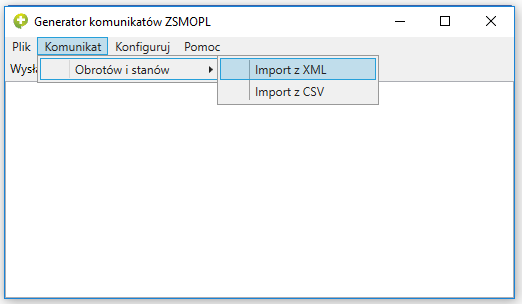 Generator komunikatów ZSMOPL
Plik Komunikat Konfiguruj Pomoc
Obrotów i stanów Import z XML
Import z CSV